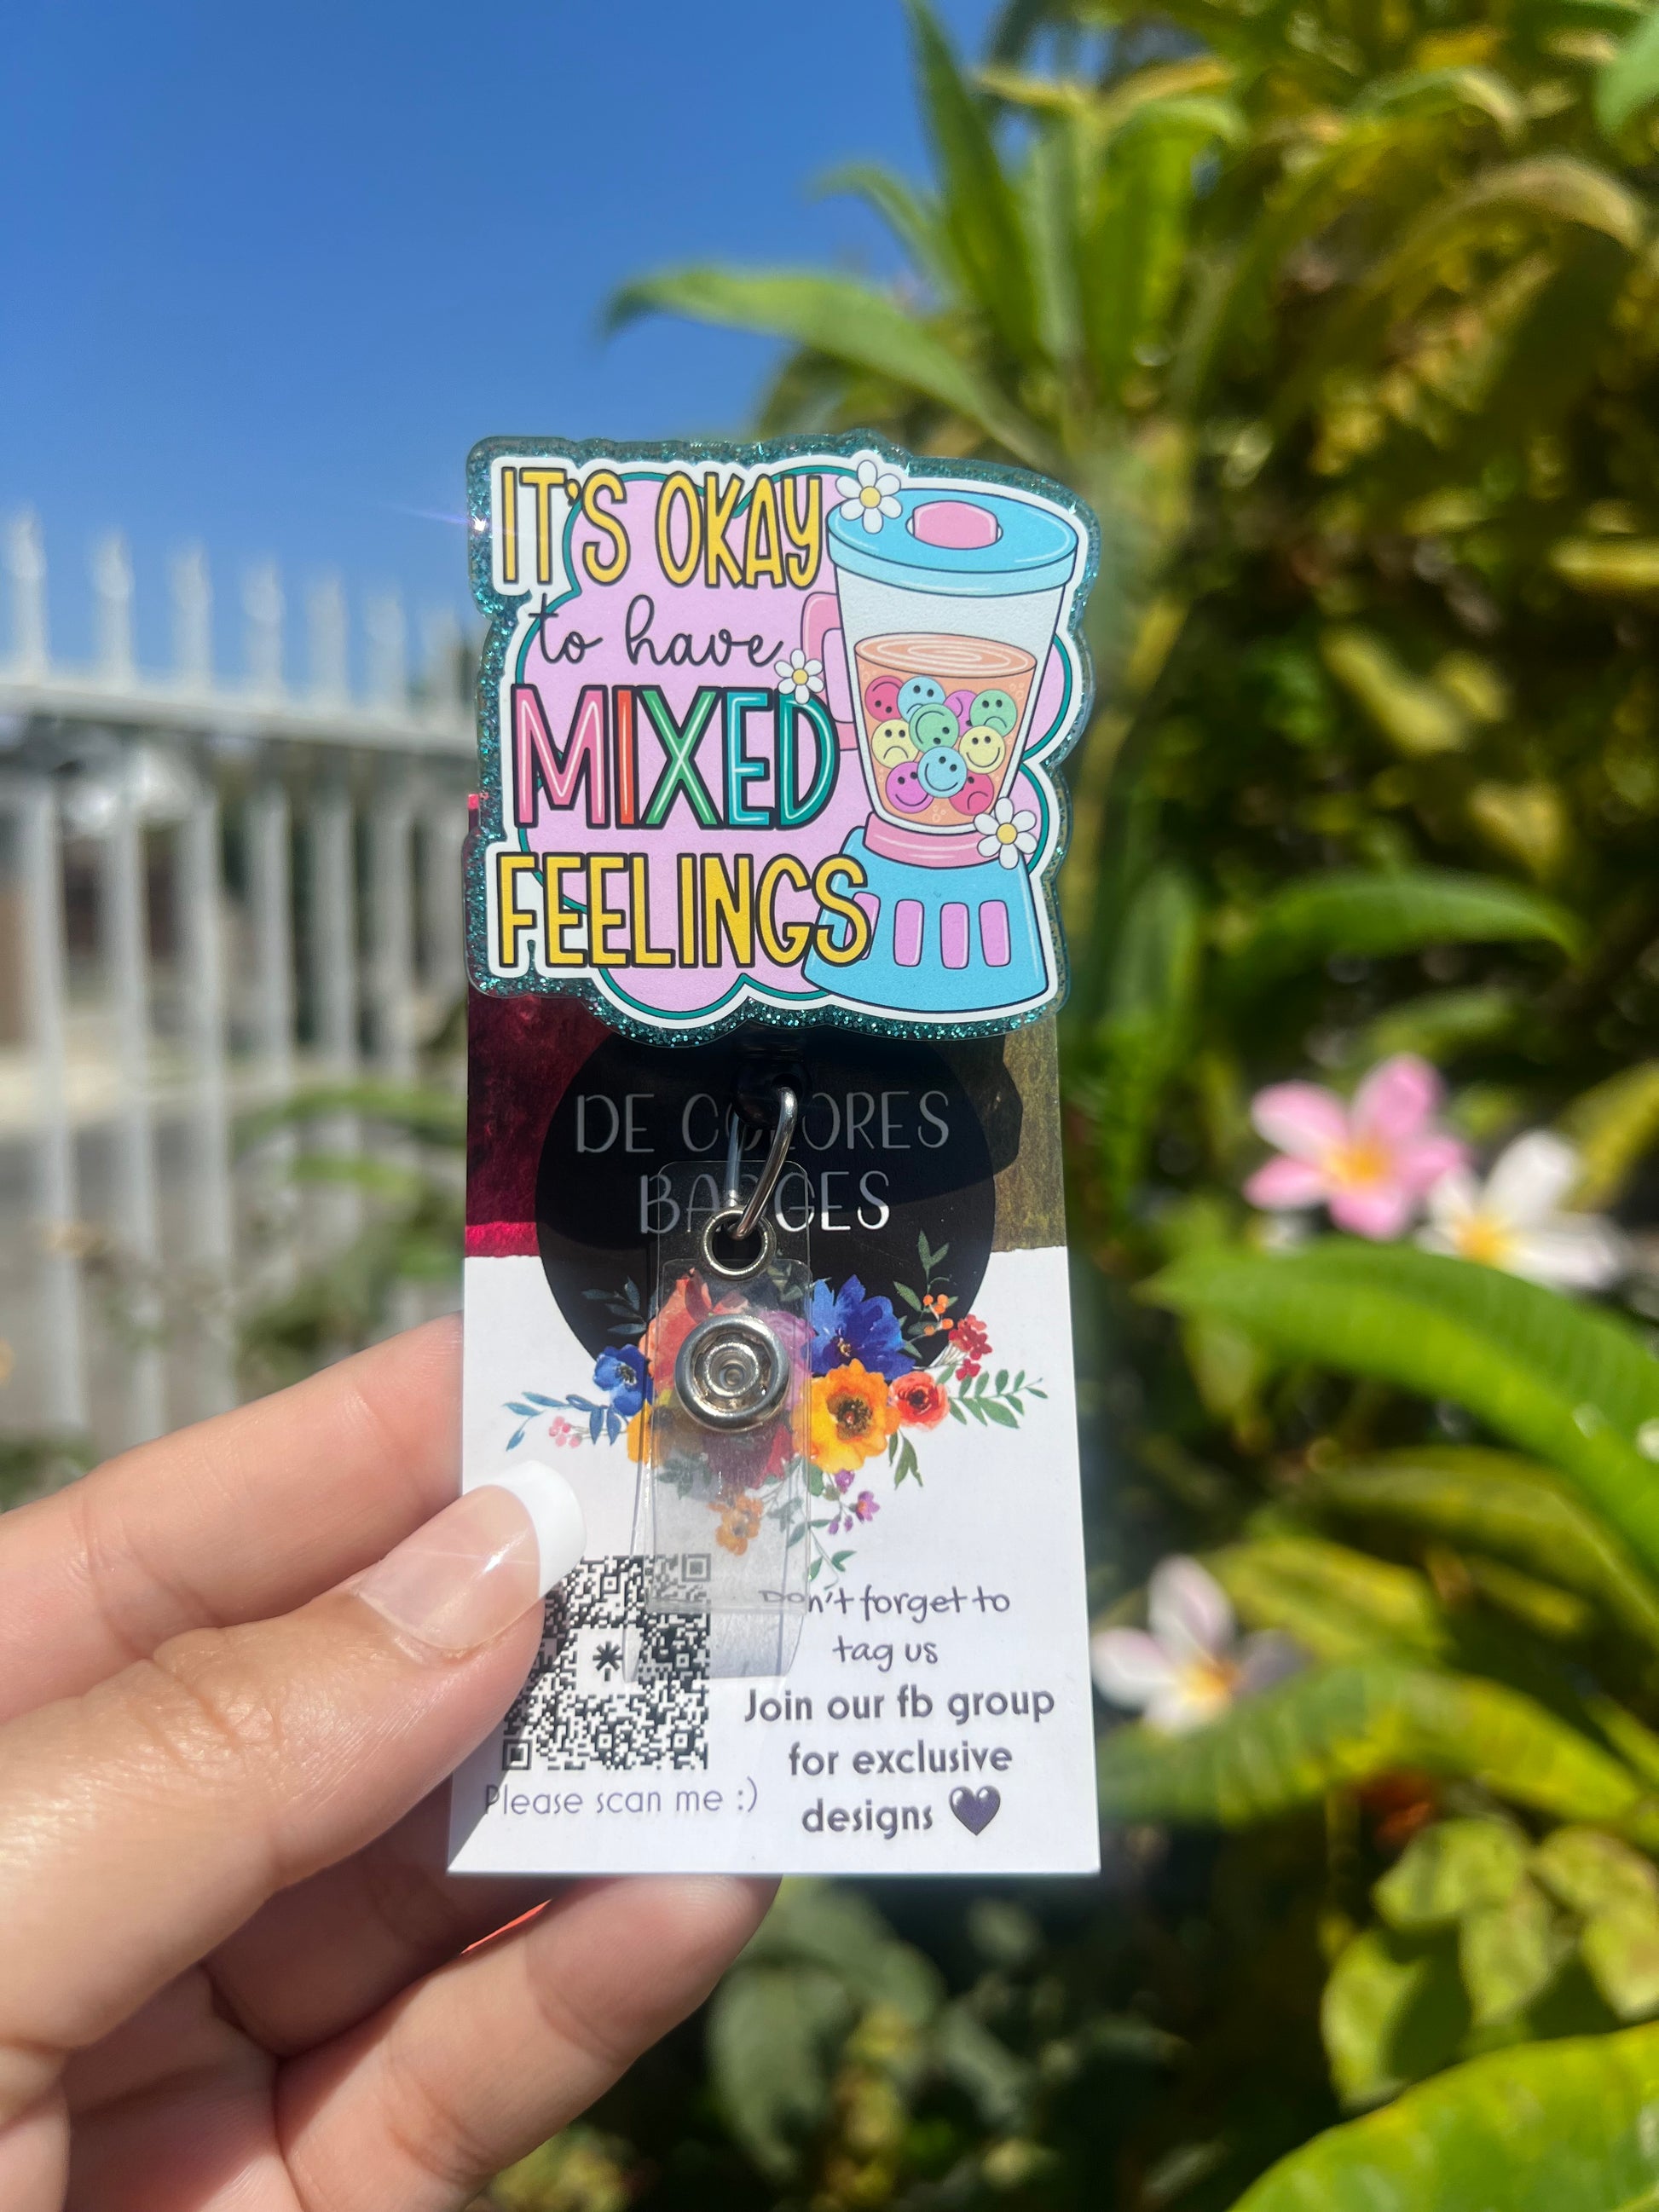 IT'S OKAY
to have
MIXED
FEELINGS
DE COLORES
BADGES
Don't forget to
tag us
Join our fb group
for exclusive
designs 🖤
Please scan me :)